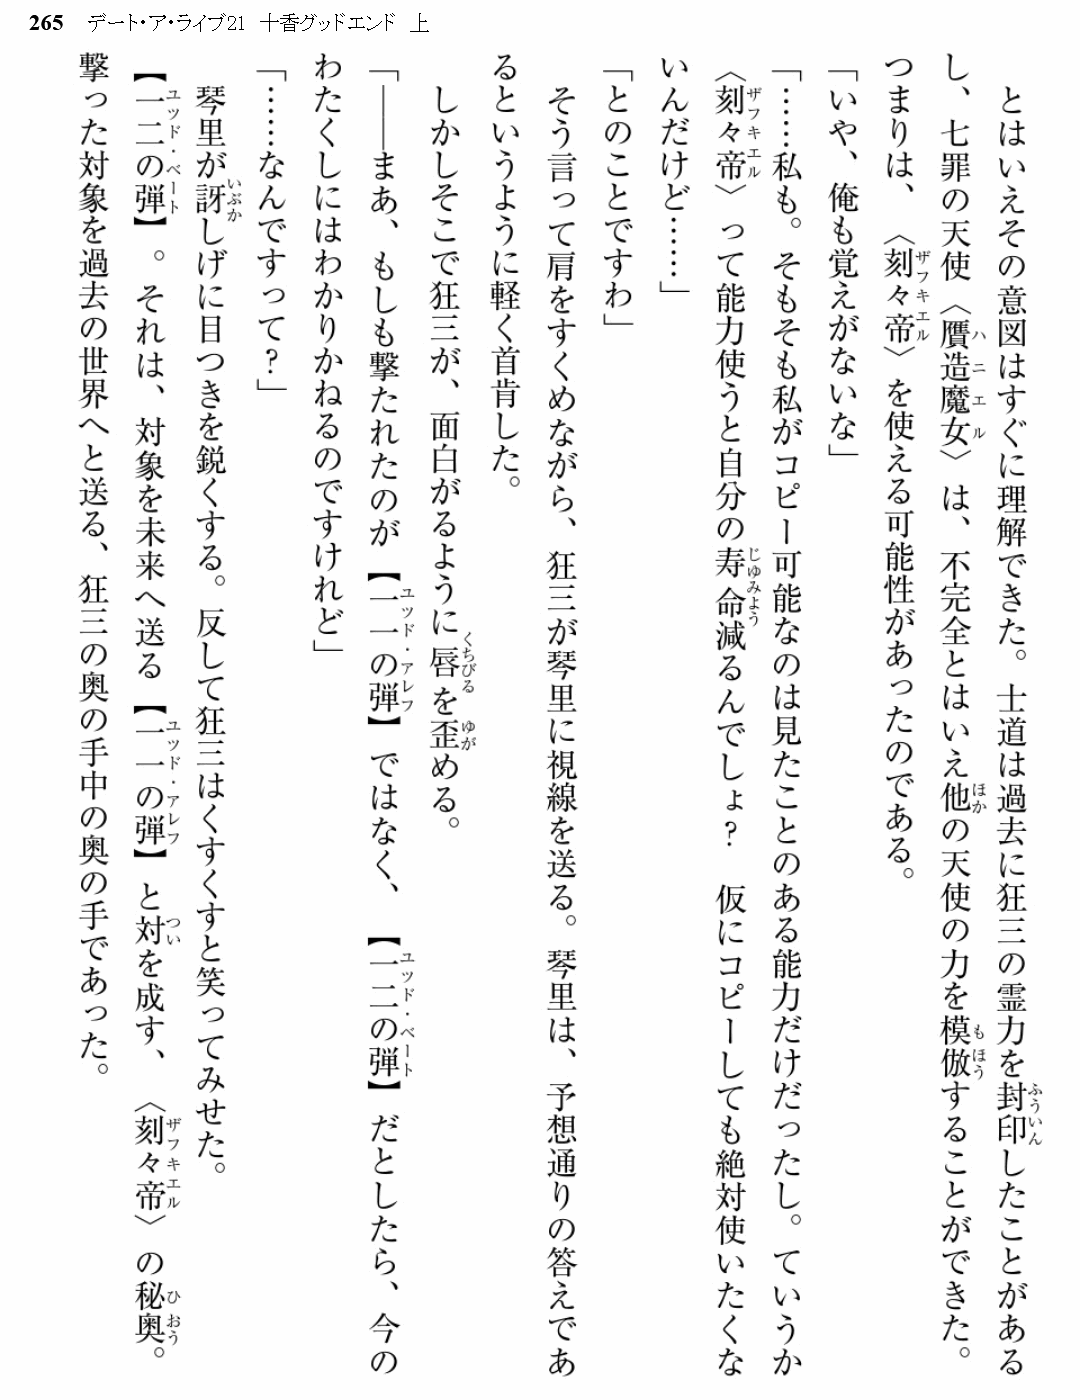 265 デート・ア・ライブ21 十香グッドエンド 上
とはいえその意図はすぐに理解できた。士道は過去に狂三の霊力を封印したことがある
し、七罪の天使〈贋造魔女〉は、不完全とはいえ他の天使の力を模倣することができた。
つまりは、〈刻々帝〉を使える可能性があったのである。
「いや、俺も覚えがないな」
「……私も。そもそも私がコピー可能なのは見たことのある能力だけだったし。ていうか
〈刻々帝〉って能力使うと自分の寿命減るんでしょ? 仮にコピーしても絶対使いたくな
いんだけど……」
「とのことですわ」
そう言って肩をすくめながら、狂三が琴里に視線を送る。琴里は、予想通りの答えであ
るというように軽く首肯した。
しかしそこで狂三が、面白がるように唇を歪める。
「――まあ、もしも撃たれたのが【一一の弾】ではなく、【一二の弾】だとしたら、今の
わたくしにはわかりかねるのですけれど」
「……なんですって?」
琴里が訝しげに目つきを鋭くする。反して狂三はくすくすと笑ってみせた。
【一二の弾】。それは、対象を未来へ送る【一一の弾】と対を成す、〈刻々帝〉の秘奥。
撃った対象を過去の世界へと送る、狂三の奥の手中の奥の手であった。